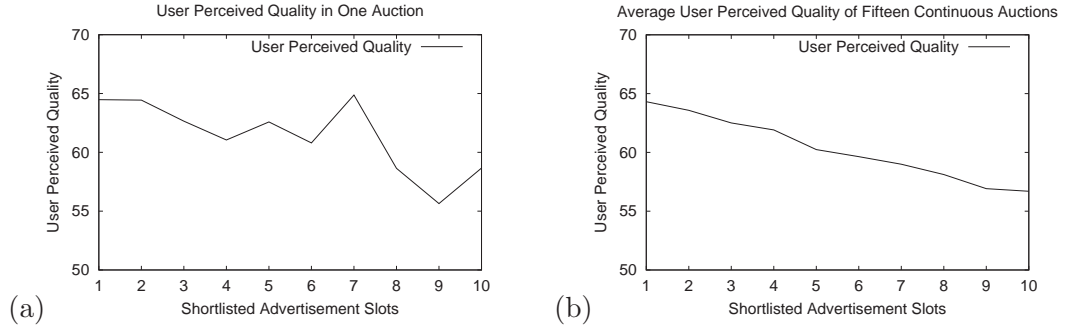 User Perceived Quality in One Auction
User Perceived Quality
70
65
60
55
50
User Perceived Quality
1 2 3 4 5 6 7 8 9 10
Shortlisted Advertisement Slots
(a)
Average User Perceived Quality of Fifteen Continuous Auctions
User Perceived Quality
70
65
60
55
50
User Perceived Quality
1 2 3 4 5 6 7 8 9 10
Shortlisted Advertisement Slots
(b)